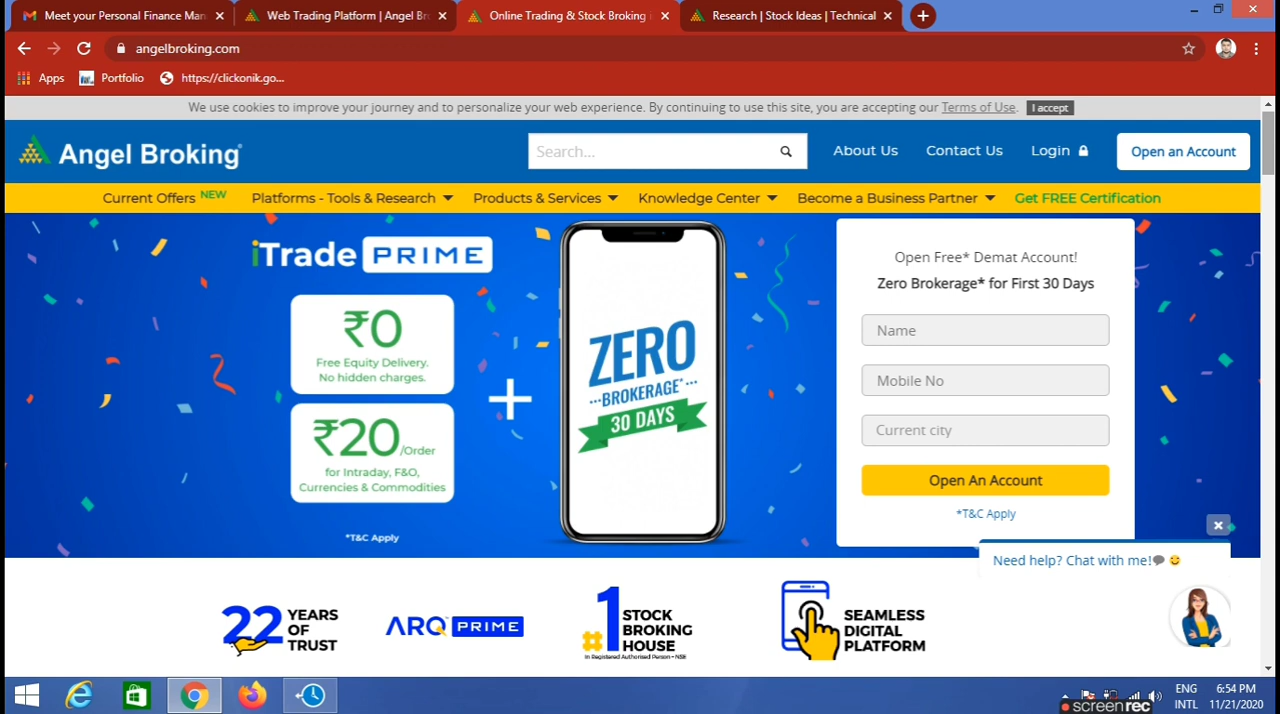 Meet your Personal Finance Man
Web Trading Platform | Angel Bro
Online Trading & Stock Broking in
Research | Stock Ideas | Technical
angelbroking.com
Apps
Portfolio
https://clickonik.go...
We use cookies to improve your journey and to personalize your web experience. By continuing to use this site, you are accepting our Terms of Use. I accept
Angel Broking
Search...
About Us
Contact Us
Login
Open an Account
Current Offers NEW
Platforms - Tools & Research
Products & Services
Knowledge Center
Become a Business Partner
Get FREE Certification
iTrade PRIME
₹0
Free Equity Delivery.
No hidden charges.
+
₹20/Order
for Intraday, F&O,
Currencies & Commodities
*T&C Apply
ZERO
BROKERAGE*
30 DAYS
Open Free* Demat Account!
Zero Brokerage* for First 30 Days
Name
Mobile No
Current city
Open An Account
*T&C Apply
Need help? Chat with me!
22 YEARS
OF
TRUST
ARQ PRIME
#1 STOCK
BROKING
HOUSE
In Registered Authorised Person - NSE
SEAMLESS
DIGITAL
PLATFORM
ENG
INTL
6:54 PM
11/21/2020
screenrec